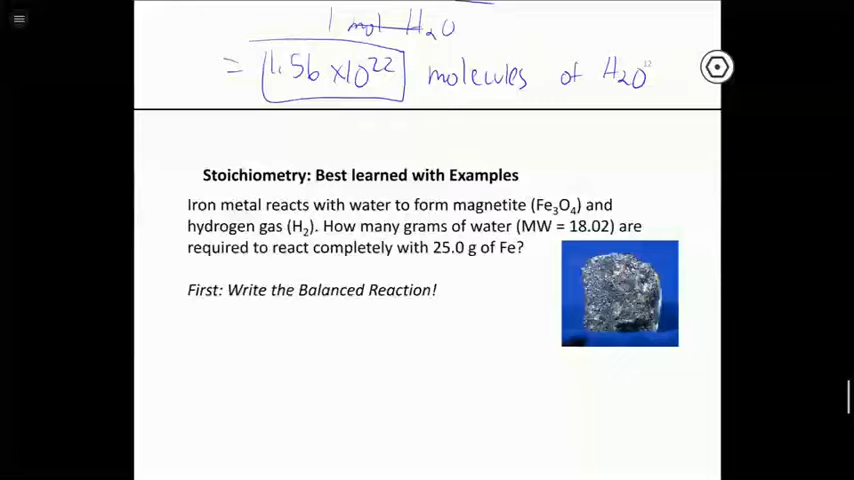 1 mol H₂O
= 1.56 x10²² molecules of H₂O
Stoichiometry: Best learned with Examples
Iron metal reacts with water to form magnetite (Fe₃O₄) and
hydrogen gas (H₂). How many grams of water (MW = 18.02) are
required to react completely with 25.0 g of Fe?
First: Write the Balanced Reaction!